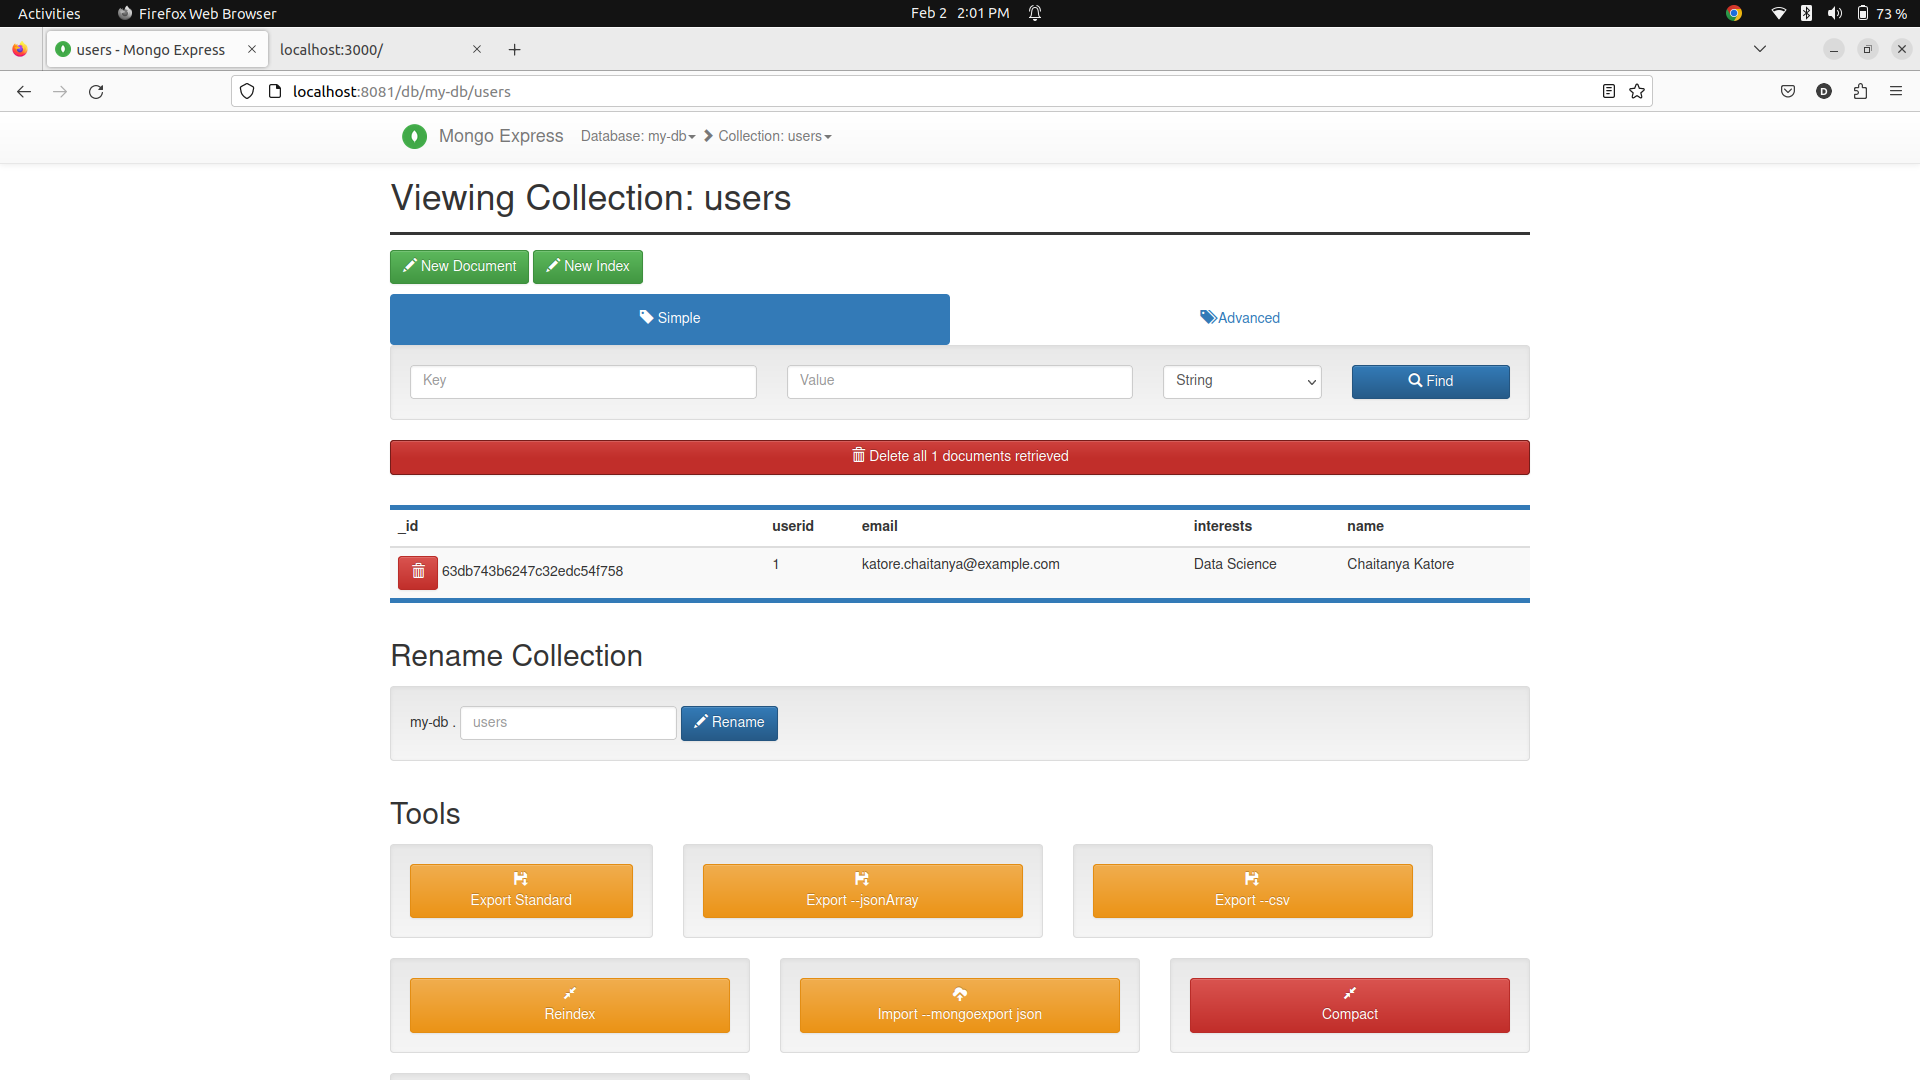 Activities Firefox Web Browser Feb 2 2:01 PM 73 %
users - Mongo Express localhost:3000/
localhost:8081/db/my-db/users D
Mongo Express Database: my-db Collection: users
Viewing Collection: users
New Document New Index
Simple Advanced
Key Value String Find
Delete all 1 documents retrieved
_id userid email interests name
63db743b6247c32edc54f758 1 katore.chaitanya@example.com Data Science Chaitanya Katore
Rename Collection
my-db . users Rename
Tools
Export Standard Export --jsonArray Export --csv
Reindex Import --mongoexport json Compact